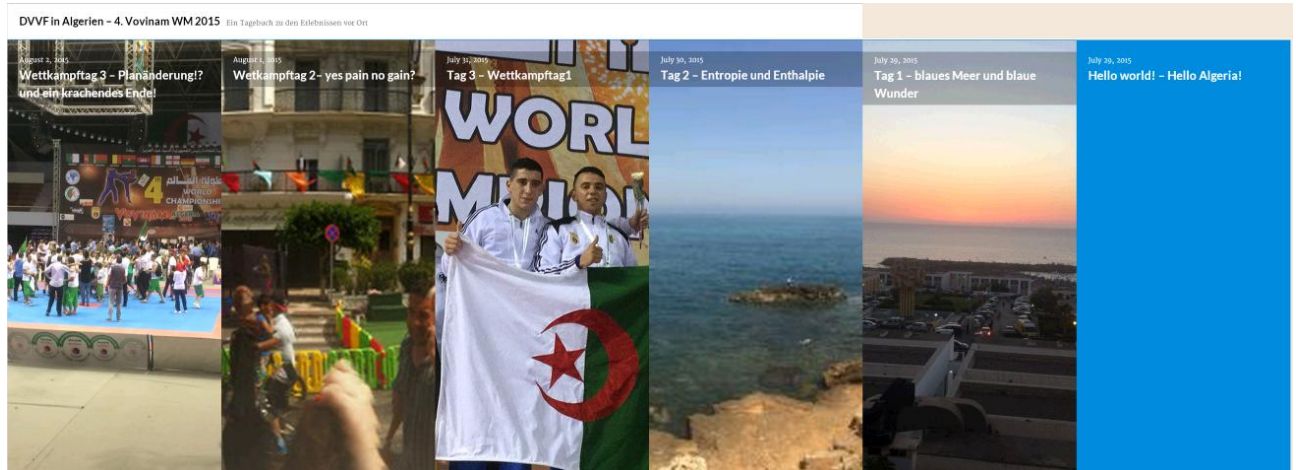 DVVF in Algerien – 4. Vovinam WM 2015 Ein Tagebuch zu den Erlebnissen vor Ort
August 2, 2015
Wettkampftag 3 – Planänderung!?
und ein krachendes Ende!
August 1, 2015
Wetkampftag 2– yes pain no gain?
July 31, 2015
Tag 3 – Wettkampftag1
July 30, 2015
Tag 2 – Entropie und Enthalpie
July 29, 2015
Tag 1 – blaues Meer und blaue
Wunder
July 29, 2015
Hello world! – Hello Algeria!
4
WORLD
CHAMPIONSHIP
WORL